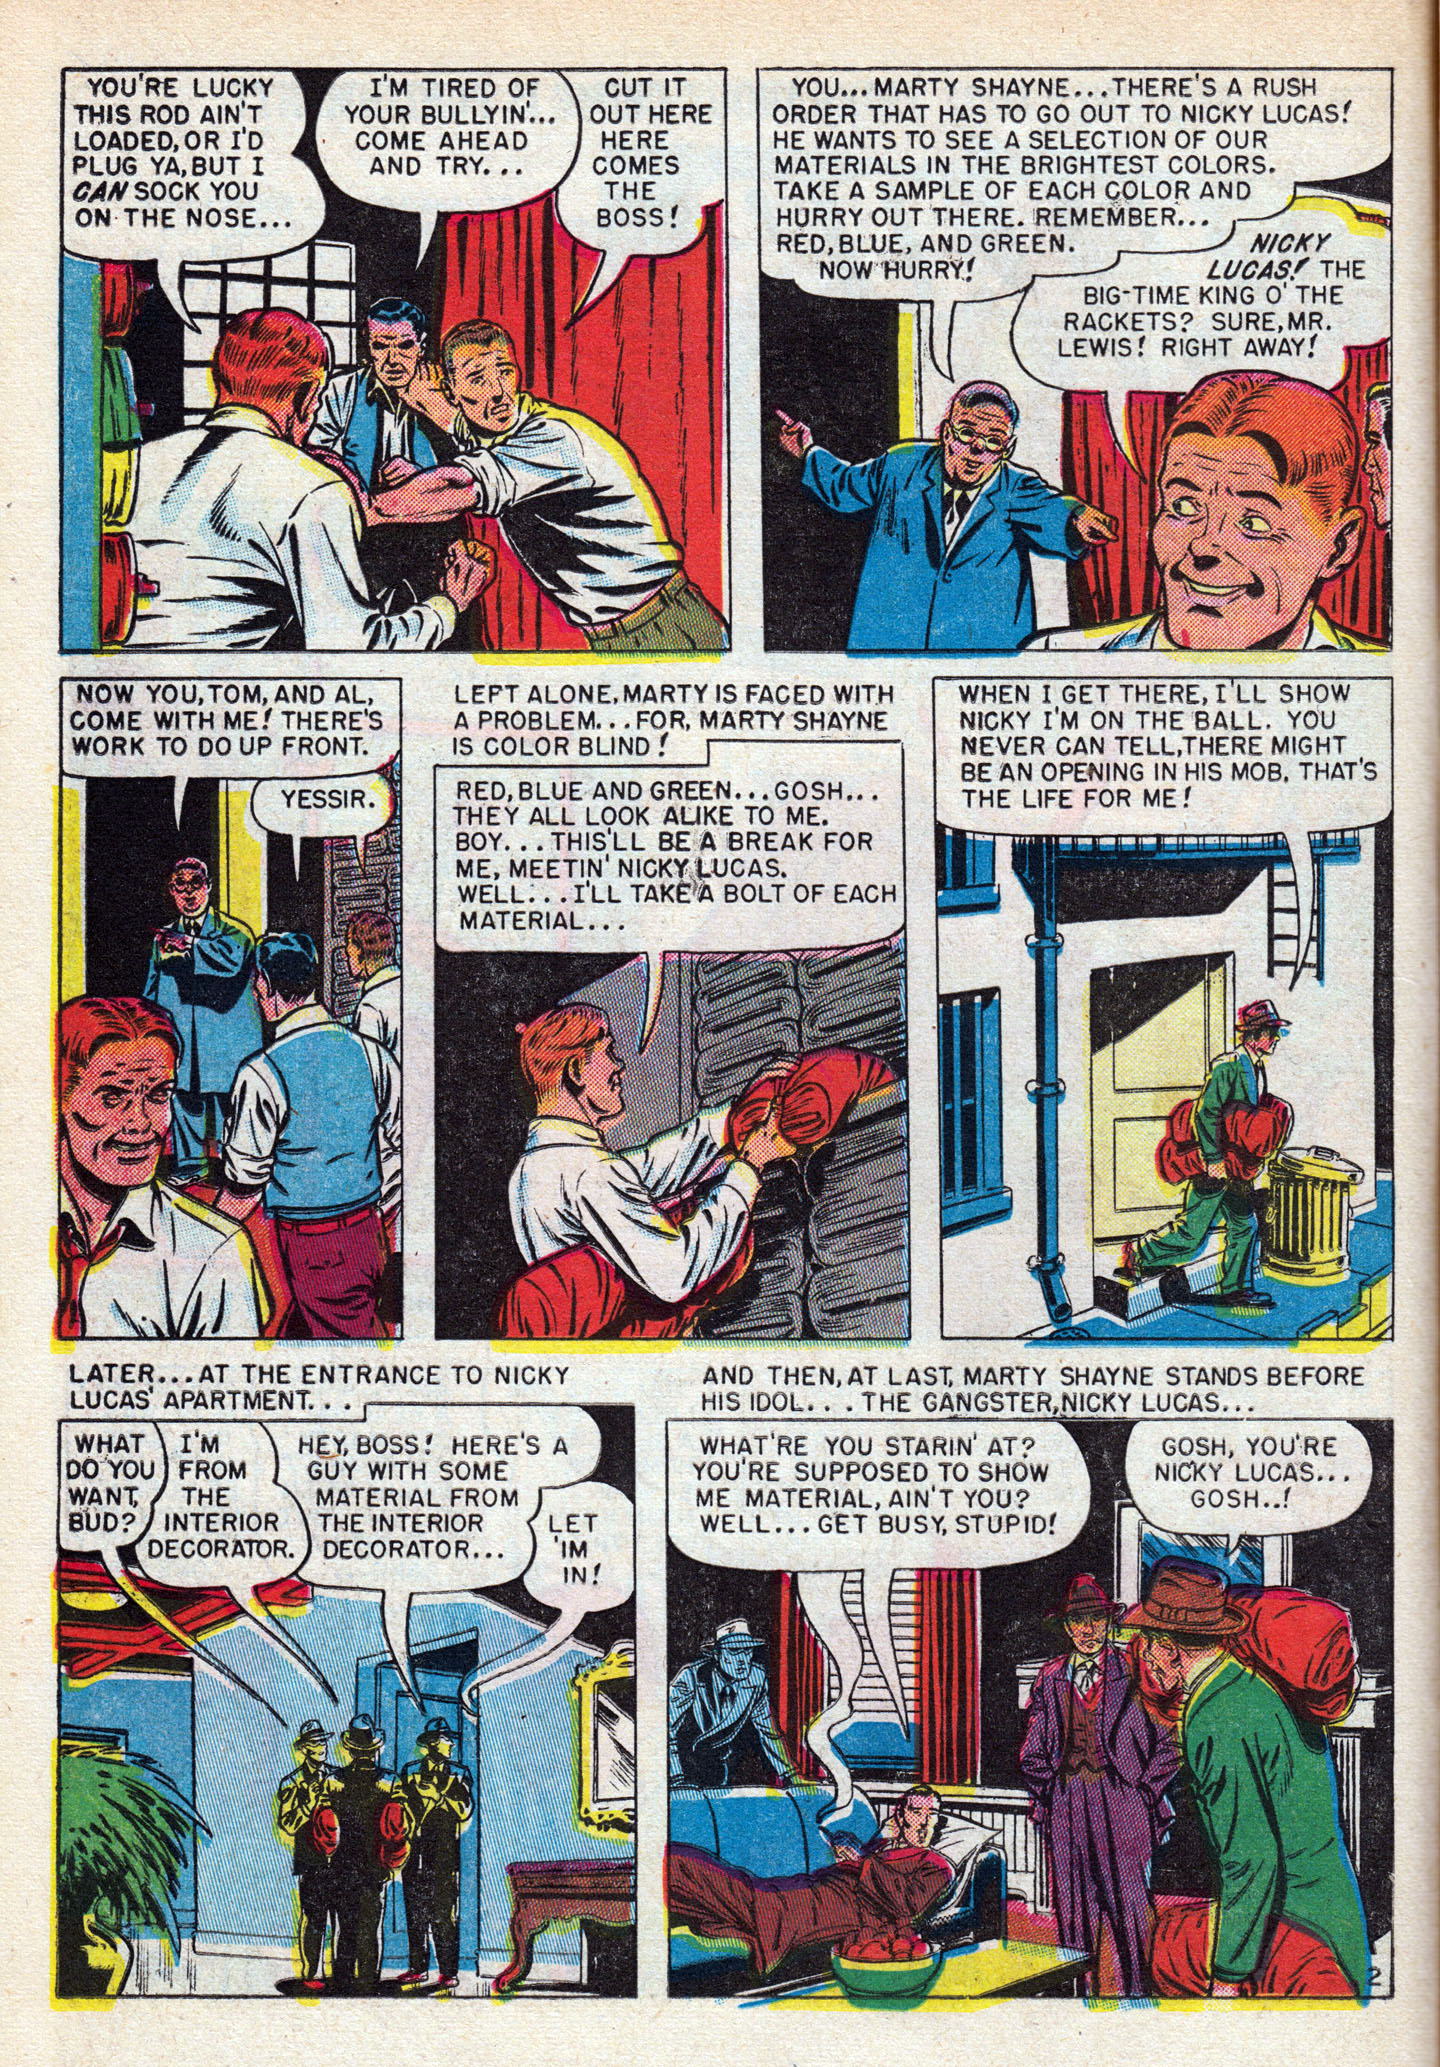 YOU'RE LUCKY
THIS ROD AIN'T
LOADED, OR I'D
PLUG YA, BUT I
CAN SOCK YOU
ON THE NOSE...
I'M TIRED OF
YOUR BULLYIN'...
COME AHEAD
AND TRY...
CUT IT
OUT HERE
HERE
COMES
THE
BOSS!
YOU... MARTY SHAYNE... THERE'S A RUSH
ORDER THAT HAS TO GO OUT TO NICKY LUCAS!
HE WANTS TO SEE A SELECTION OF OUR
MATERIALS IN THE BRIGHTEST COLORS.
TAKE A SAMPLE OF EACH COLOR AND
HURRY OUT THERE. REMEMBER...
RED, BLUE, AND GREEN.
NOW HURRY!
NICKY
LUCAS! THE
BIG-TIME KING O' THE
RACKETS? SURE, MR.
LEWIS! RIGHT AWAY!
NOW YOU, TOM, AND AL,
COME WITH ME! THERE'S
WORK TO DO UP FRONT.
YESSIR.
LEFT ALONE, MARTY IS FACED WITH
A PROBLEM... FOR, MARTY SHAYNE
IS COLOR BLIND!
RED, BLUE AND GREEN... GOSH...
THEY ALL LOOK ALIKE TO ME.
BOY... THIS'LL BE A BREAK FOR
ME, MEETIN' NICKY LUCAS.
WELL... I'LL TAKE A BOLT OF EACH
MATERIAL...
WHEN I GET THERE, I'LL SHOW
NICKY I'M ON THE BALL. YOU
NEVER CAN TELL, THERE MIGHT
BE AN OPENING IN HIS MOB. THAT'S
THE LIFE FOR ME!
LATER... AT THE ENTRANCE TO NICKY
LUCAS' APARTMENT...
WHAT
DO YOU
WANT,
BUD?
I'M
FROM
THE
INTERIOR
DECORATOR.
HEY, BOSS! HERE'S A
GUY WITH SOME
MATERIAL FROM
THE INTERIOR
DECORATOR...
LET
'IM
IN!
AND THEN, AT LAST, MARTY SHAYNE STANDS BEFORE
HIS IDOL... THE GANGSTER, NICKY LUCAS...
WHAT'RE YOU STARIN' AT?
YOU'RE SUPPOSED TO SHOW
ME MATERIAL, AIN'T YOU?
WELL... GET BUSY, STUPID!
GOSH, YOU'RE
NICKY LUCAS...
GOSH..!
2